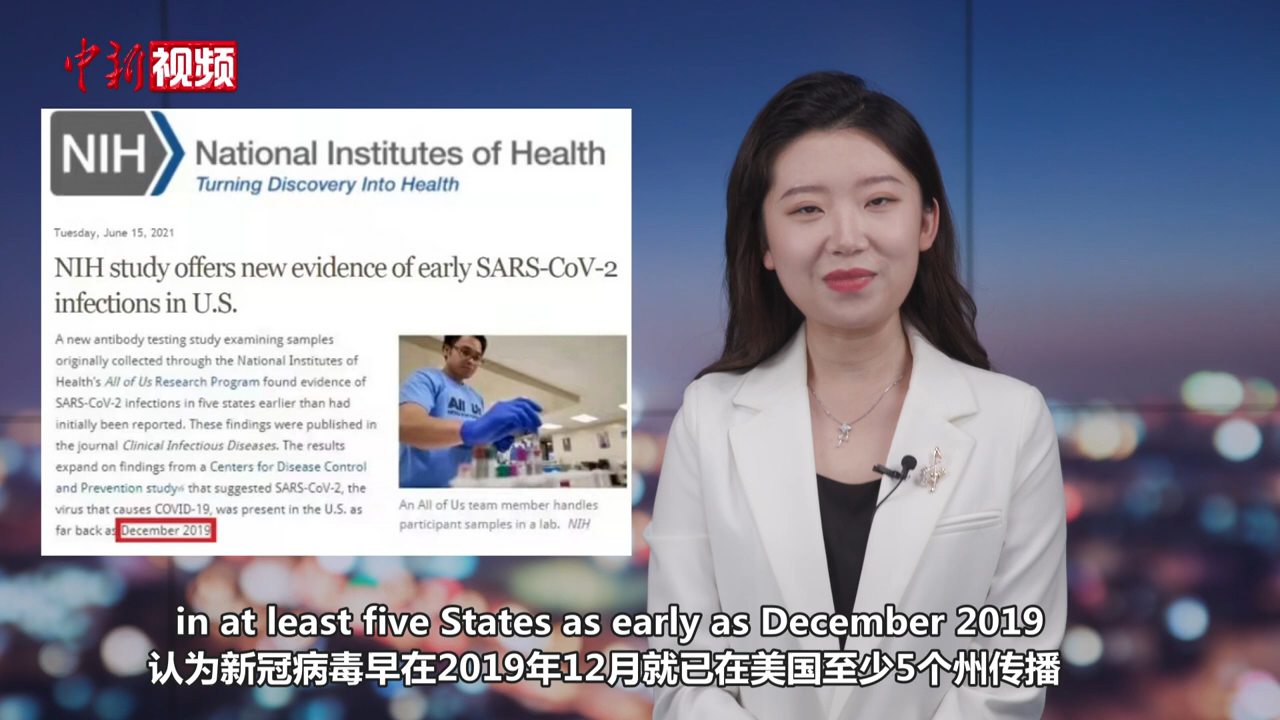 中新视频
NIH National Institutes of Health
Turning Discovery Into Health
Tuesday, June 15, 2021
NIH study offers new evidence of early SARS-CoV-2
infections in U.S.
A new antibody testing study examining samples
originally collected through the National Institutes of
Health's All of Us Research Program found evidence of
SARS-CoV-2 infections in five states earlier than had
initially been reported. These findings were published in
the journal Clinical Infectious Diseases. The results
expand on findings from a Centers for Disease Control
and Prevention study that suggested SARS-CoV-2, the
virus that causes COVID-19, was present in the U.S. as
far back as December 2019
All Us
An All of Us team member handles
participant samples in a lab. NIH
in at least five States as early as December 2019
认为新冠病毒早在2019年12月就已在美国至少5个州传播